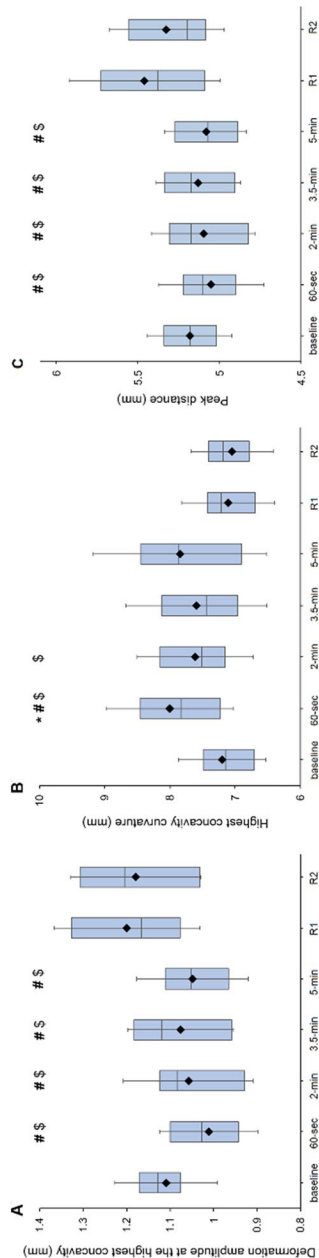 A
Deformation amplitude at the highest concavity
1.4
1.3
1.2
1.1
1
0.9
0.8
# $
# $
# $
# $
baseline 60-sec 2-min 3.5-min 5-min R1 R2
B
Highest concavity curvature (mm)
10
9
8
7
6
* # $
$
baseline 60-sec 2-min 3.5-min 5-min R1 R2
C
Peak distance (mm)
6
5.5
5
4.5
# $
# $
# $
# $
baseline 60-sec 2-min 3.5-min 5-min R1 R2